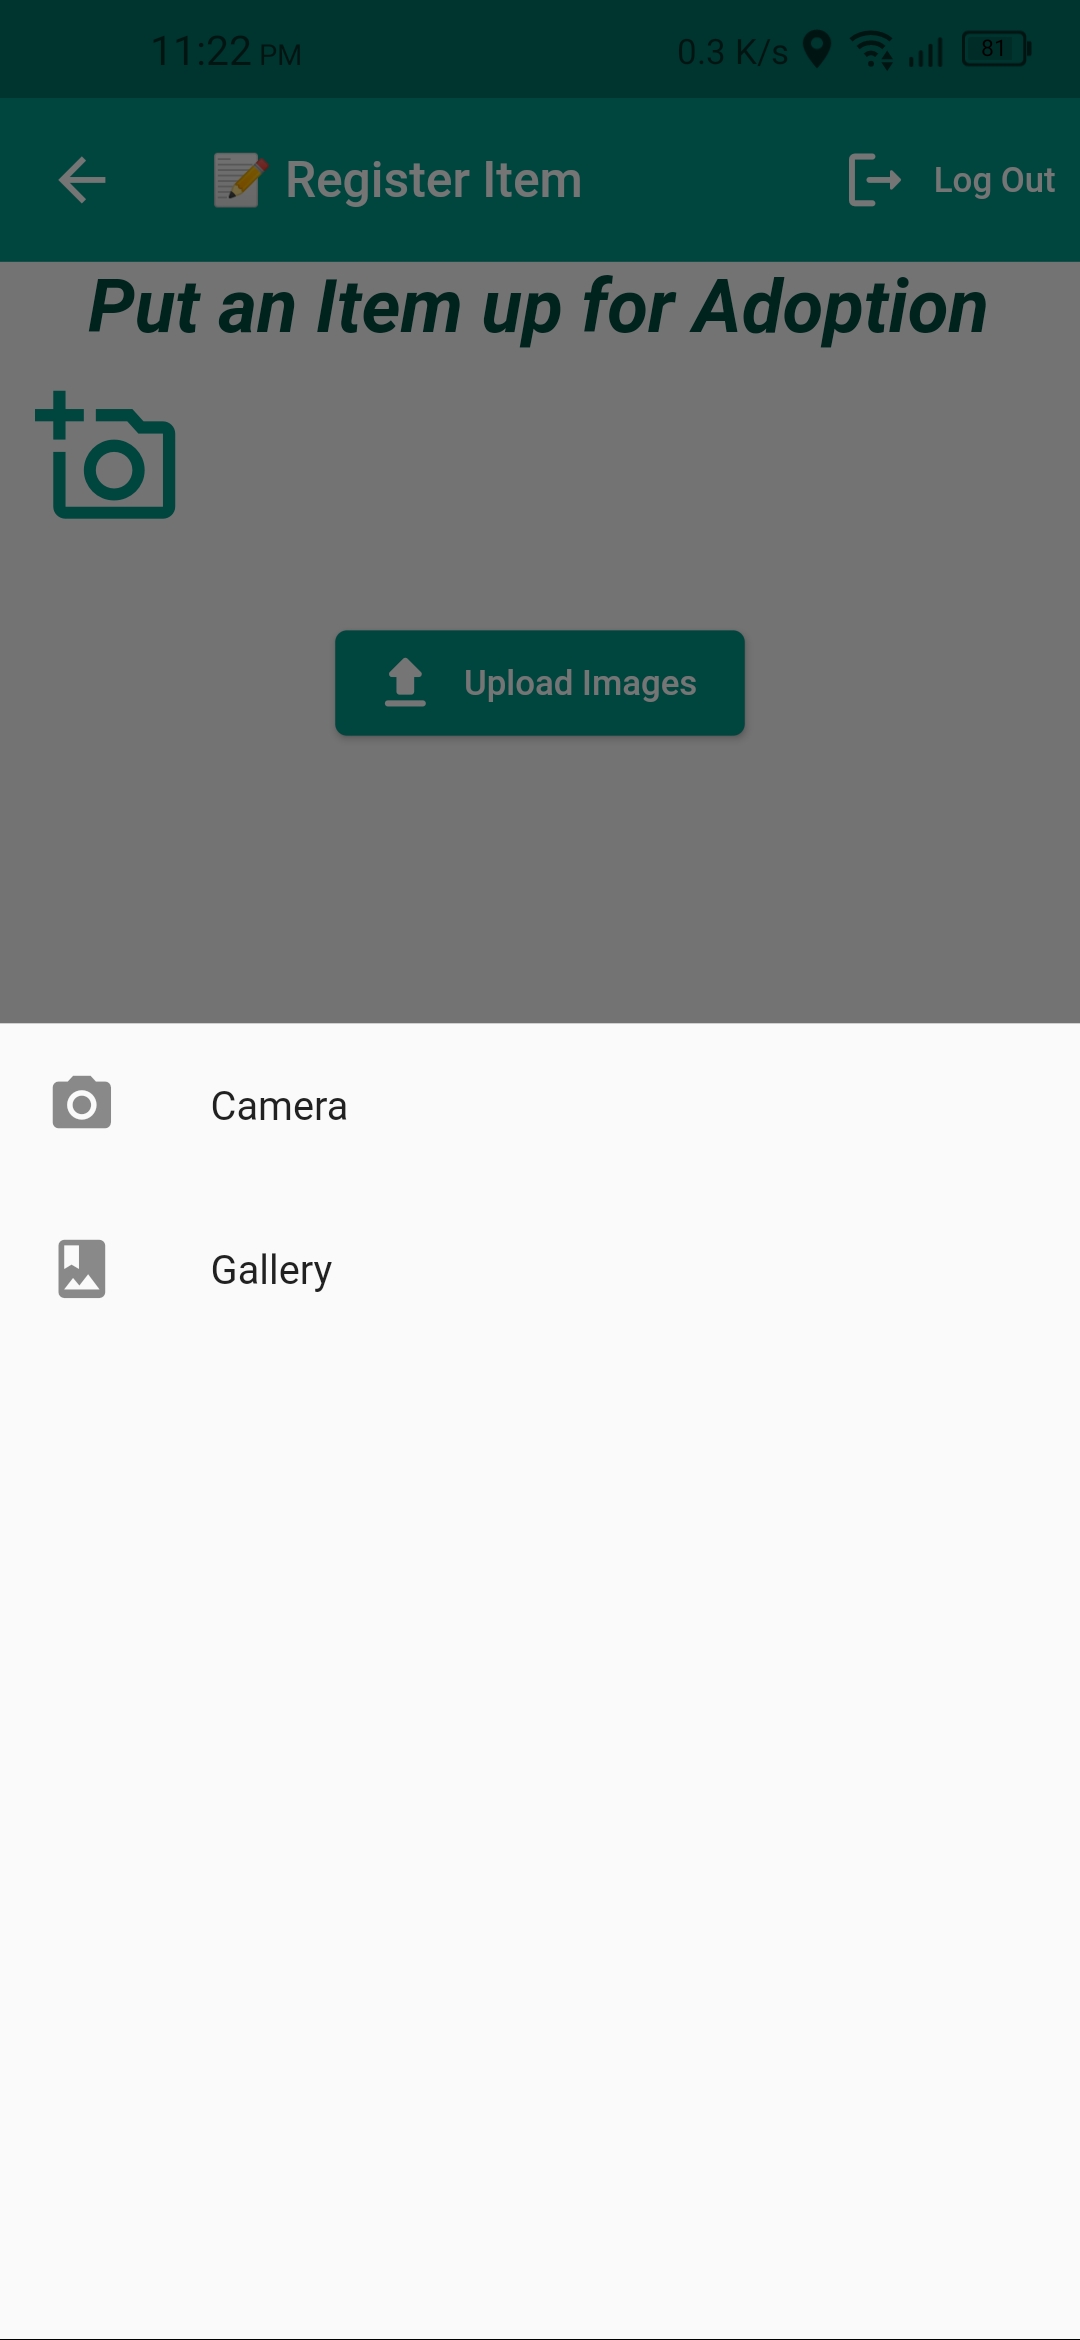 11:22 PM 0.3 K/s 81
Register Item Log Out
Put an Item up for Adoption
Upload Images
Camera
Gallery